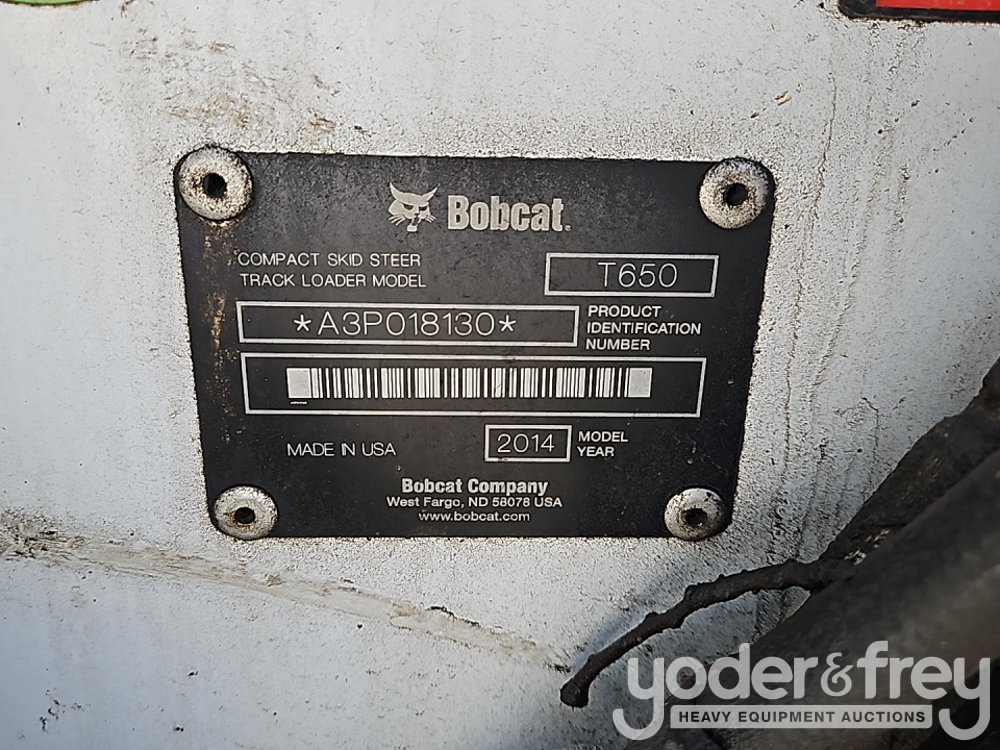 Bobcat.
COMPACT SKID STEER
TRACK LOADER MODEL
T650
*A3P018130*
PRODUCT
IDENTIFICATION
NUMBER
MADE IN USA
2014
MODEL
YEAR
Bobcat Company
West Fargo, ND 58078 USA
www.bobcat.com
yoder&frey
HEAVY EQUIPMENT AUCTIONS